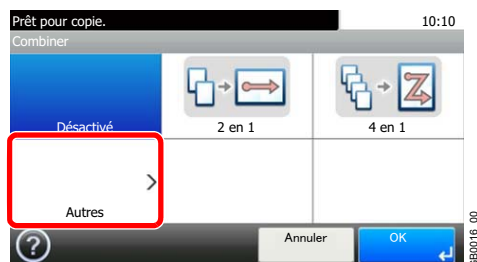 Prêt pour copie. 10:10
Combiner
Désactivé 2 en 1 4 en 1
Autres
? Annuler OK